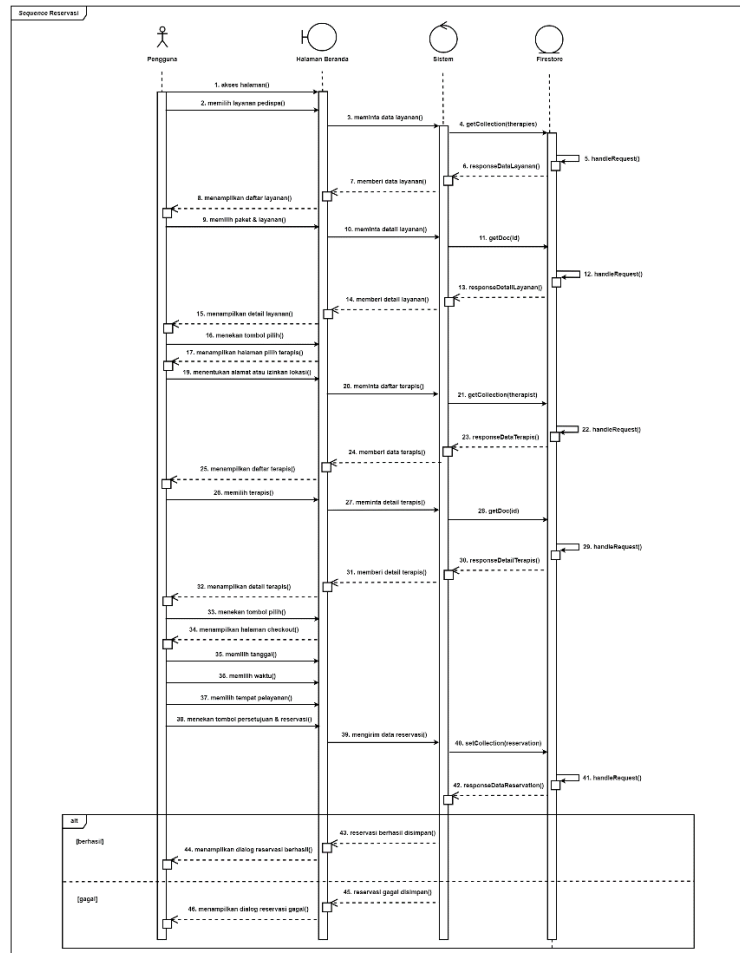 Sequence Reservasi
Pengguna
Halaman Beranda
Sistem
Firestore
1. akses halaman()
2. memilih layanan pedispa()
3. meminta data layanan()
4. getCollection(therapies)
5. handleRequest()
6. responseDataLayanan()
7. memberi data layanan()
8. menampilkan daftar layanan()
9. memilih paket & layanan()
10. meminta detail layanan()
11. getDoc(id)
12. handleRequest()
13. responseDetailLayanan()
14. memberi detail layanan()
15. menampilkan detail layanan()
16. menekan tombol pilih()
17. menampilkan halaman pilih terapis()
19. menentukan alamat atau izinkan lokasi()
20. meminta daftar terapis()
21. getCollection(therapist)
22. handleRequest()
23. responseDataTerapis()
24. memberi data terapis()
25. menampilkan daftar terapis()
26. memilih terapis()
27. meminta detail terapis()
28. getDoc(id)
29. handleRequest()
30. responseDetailTerapis()
31. memberi detail terapis()
32. menampilkan detail terapis()
33. menekan tombol pilih()
34. menampilkan halaman checkout()
35. memilih tanggal()
36. memilih waktu()
37. memilih tempat pelayanan()
38. menekan tombol persetujuan & reservasi()
39. mengirim data reservasi()
40. setCollection(reservation)
41. handleRequest()
42. responseDataReservation()
alt
[berhasil]
43. reservasi berhasil disimpan()
44. menampilkan dialog reservasi berhasil()
[gagal]
45. reservasi gagal disimpan()
46. menampilkan dialog reservasi gagal()